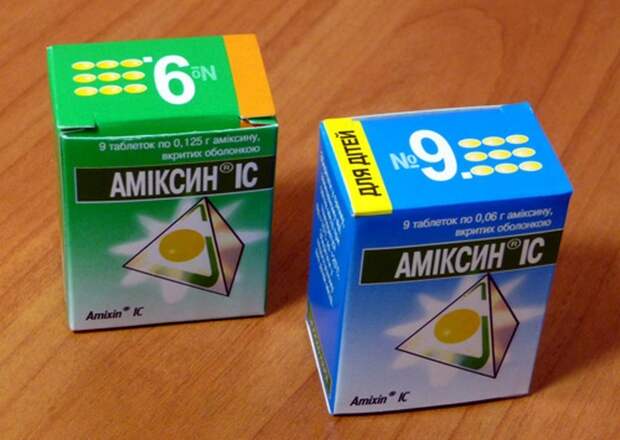 №9
9 таблеток по 0,125 г аміксину,
вкритих оболонкою
АМІКСИН® ІС
Amixin® IC
ДЛЯ ДІТЕЙ
№9
9 таблеток по 0,06 г аміксину,
вкритих оболонкою
АМІКСИН® ІС
Amixin® IC